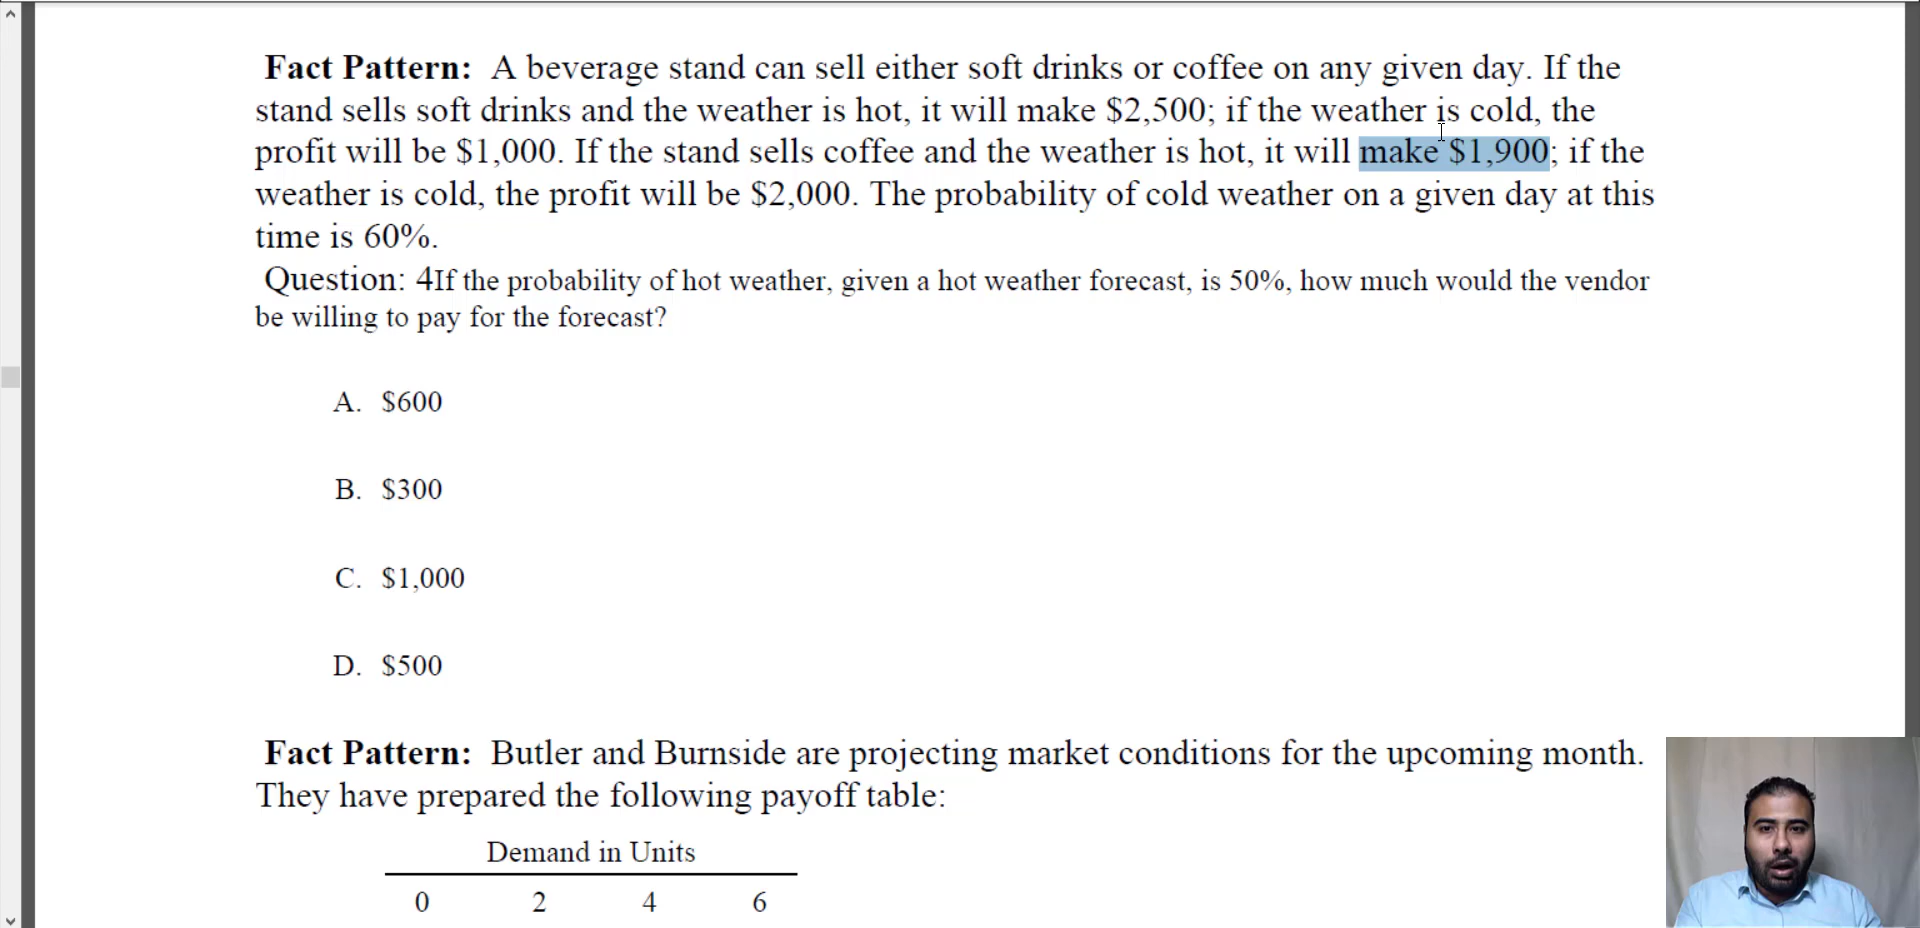 Fact Pattern: A beverage stand can sell either soft drinks or coffee on any given day. If the
stand sells soft drinks and the weather is hot, it will make $2,500; if the weather is cold, the
profit will be $1,000. If the stand sells coffee and the weather is hot, it will make $1,900; if the
weather is cold, the profit will be $2,000. The probability of cold weather on a given day at this
time is 60%.
Question: 4If the probability of hot weather, given a hot weather forecast, is 50%, how much would the vendor
be willing to pay for the forecast?
A. $600
B. $300
C. $1,000
D. $500
Fact Pattern: Butler and Burnside are projecting market conditions for the upcoming month.
They have prepared the following payoff table:
Demand in Units
0 2 4 6